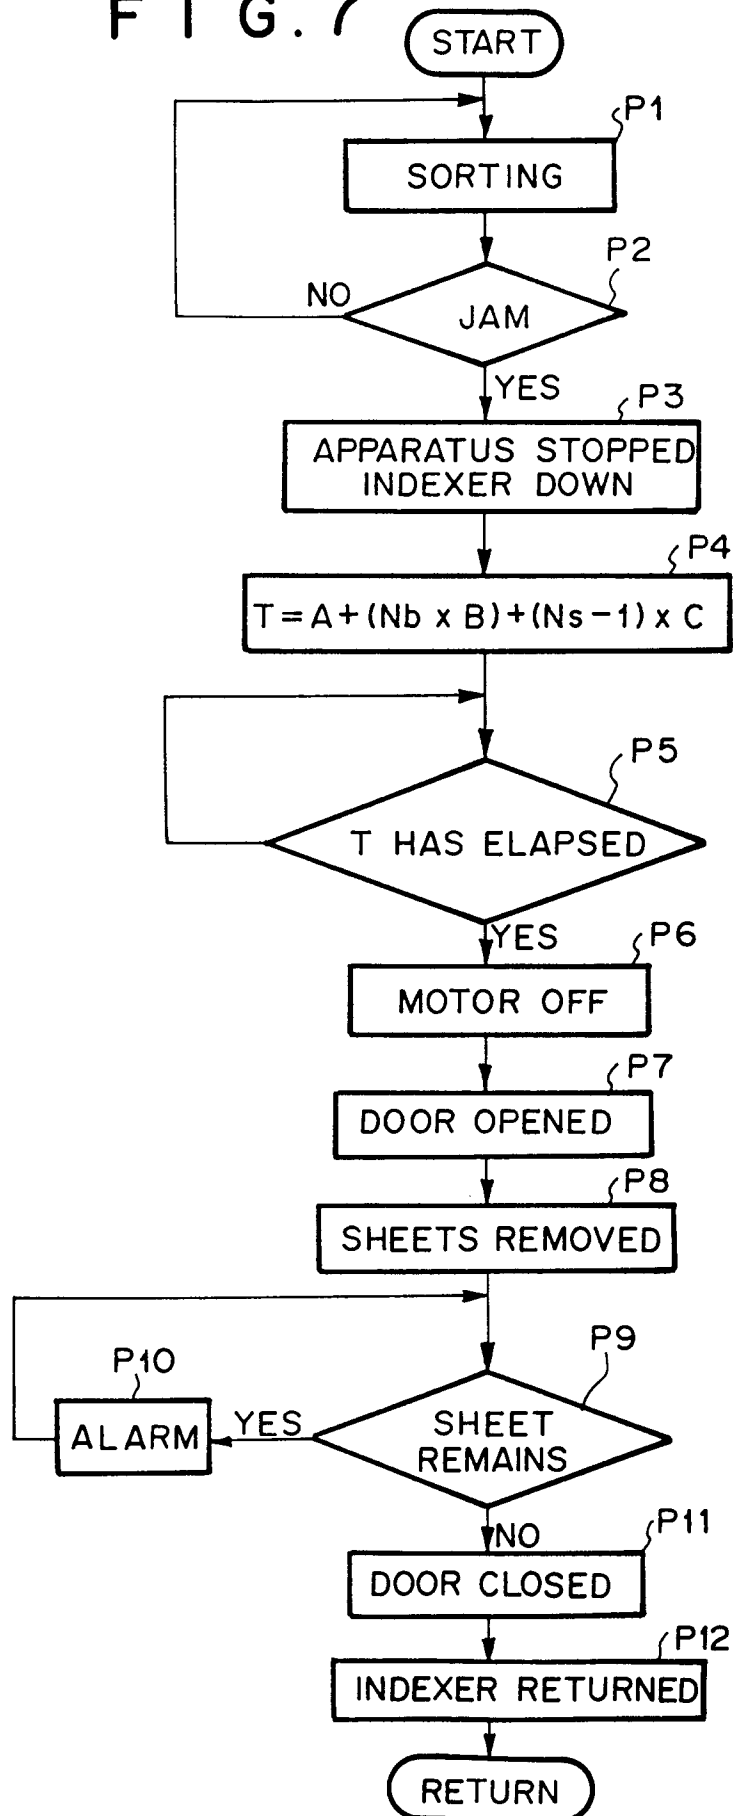 FIG. 7
START
P1
SORTING
P2
NO
JAM
YES
P3
APPARATUS STOPPED
INDEXER DOWN
P4
T=A+(Nb x B)+(Ns-1) x C
P5
T HAS ELAPSED
YES
P6
MOTOR OFF
P7
DOOR OPENED
P8
SHEETS REMOVED
P9
P10
ALARM
YES
SHEET
REMAINS
NO
P11
DOOR CLOSED
P12
INDEXER RETURNED
RETURN